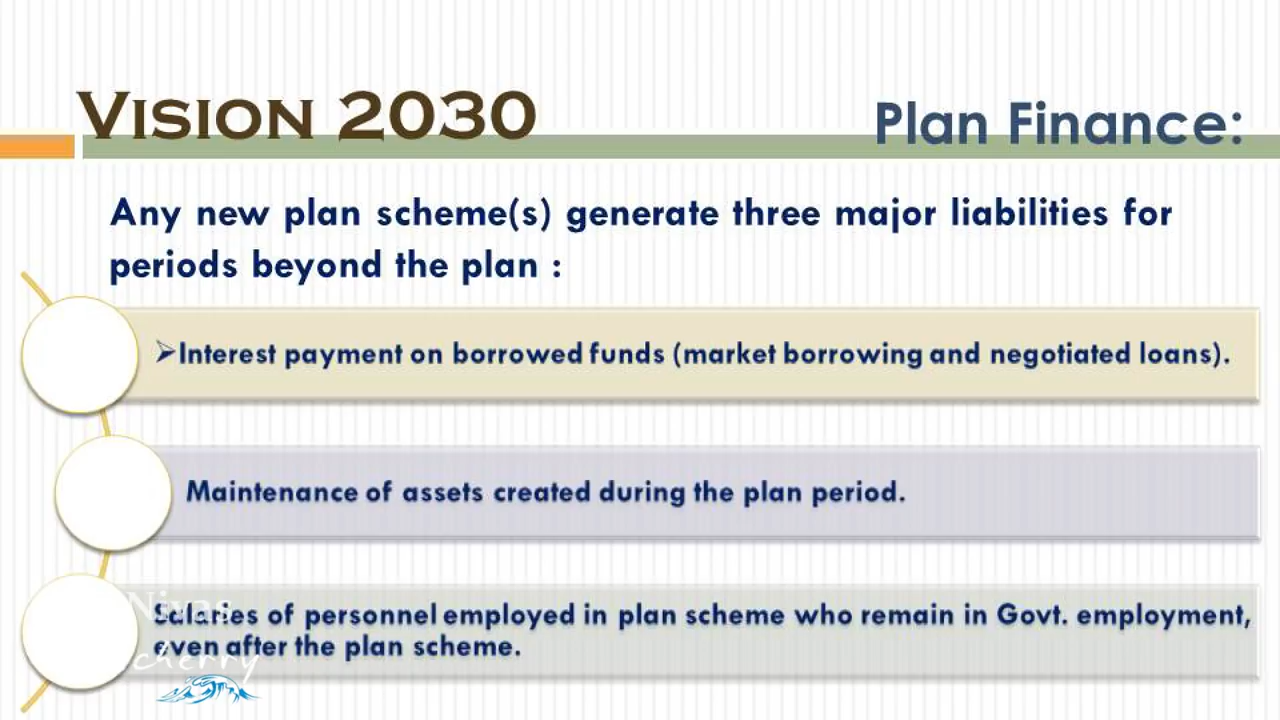 VISION 2030
Plan Finance:
Any new plan scheme(s) generate three major liabilities for
periods beyond the plan :
➢Interest payment on borrowed funds (market borrowing and negotiated loans).
Maintenance of assets created during the plan period.
Salaries of personnel employed in plan scheme who remain in Govt. employment,
even after the plan scheme.
Nivas
cherry